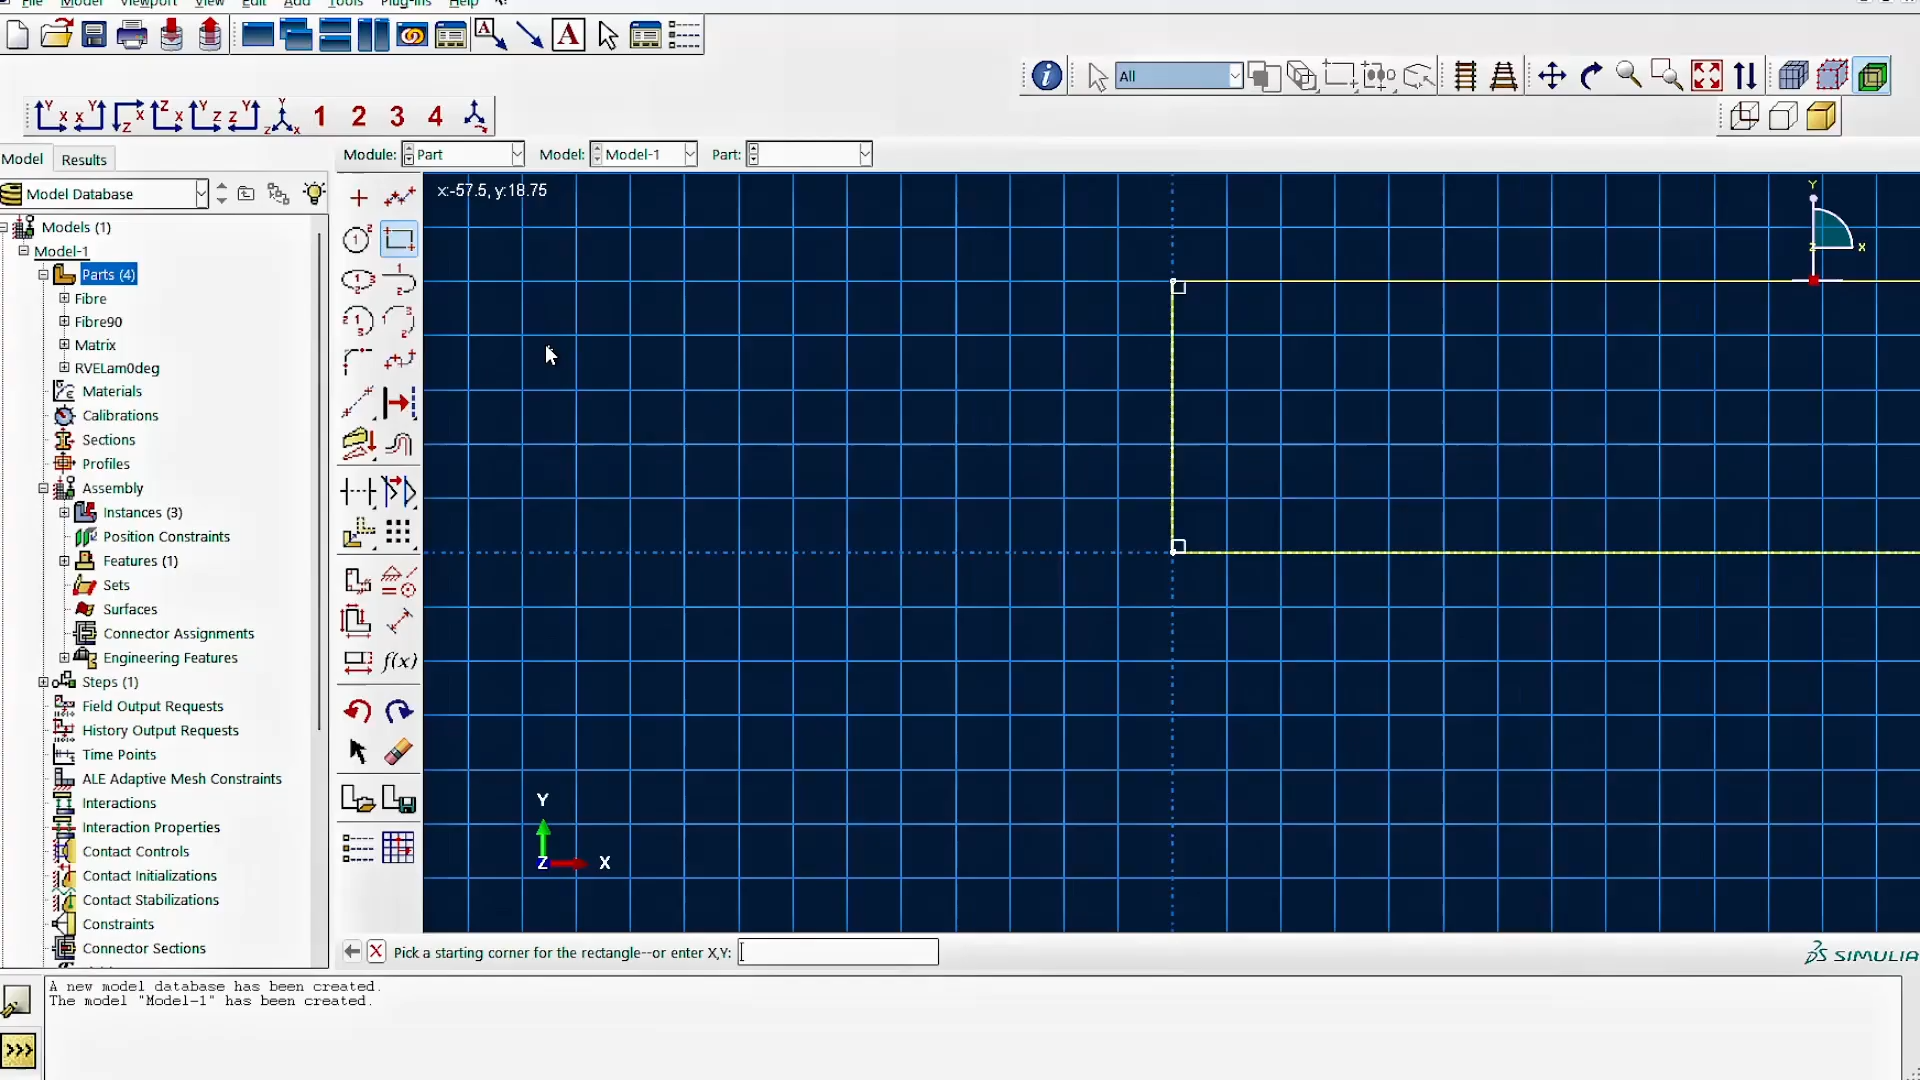 File Model Viewport View Edit Add Tools Plug-ins Help
All
1 2 3 4
Model Results
Module: Part Model: Model-1 Part:
Model Database
x:-57.5, y:18.75
Models (1)
Model-1
Parts (4)
Fibre
Fibre90
Matrix
RVELam0deg
Materials
Calibrations
Sections
Profiles
Assembly
Instances (3)
Position Constraints
Features (1)
Sets
Surfaces
Connector Assignments
Engineering Features
Steps (1)
Field Output Requests
History Output Requests
Time Points
ALE Adaptive Mesh Constraints
Interactions
Interaction Properties
Contact Controls
Contact Initializations
Contact Stabilizations
Constraints
Connector Sections
f(x)
Y
X
Y
Z X
Pick a starting corner for the rectangle--or enter X,Y:
SIMULIA
A new model database has been created.
The model "Model-1" has been created.
>>>